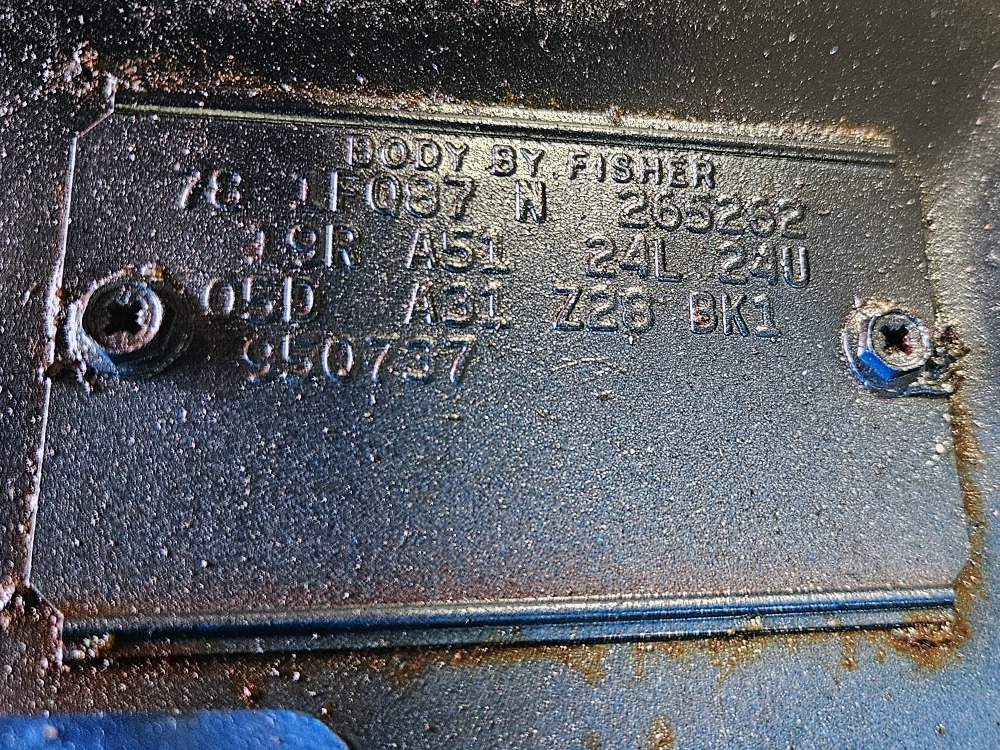 BODY BY FISHER
78 1FQ87 N 265262
19R A51 24L 24U
05D A31 Z28 BK1
950737